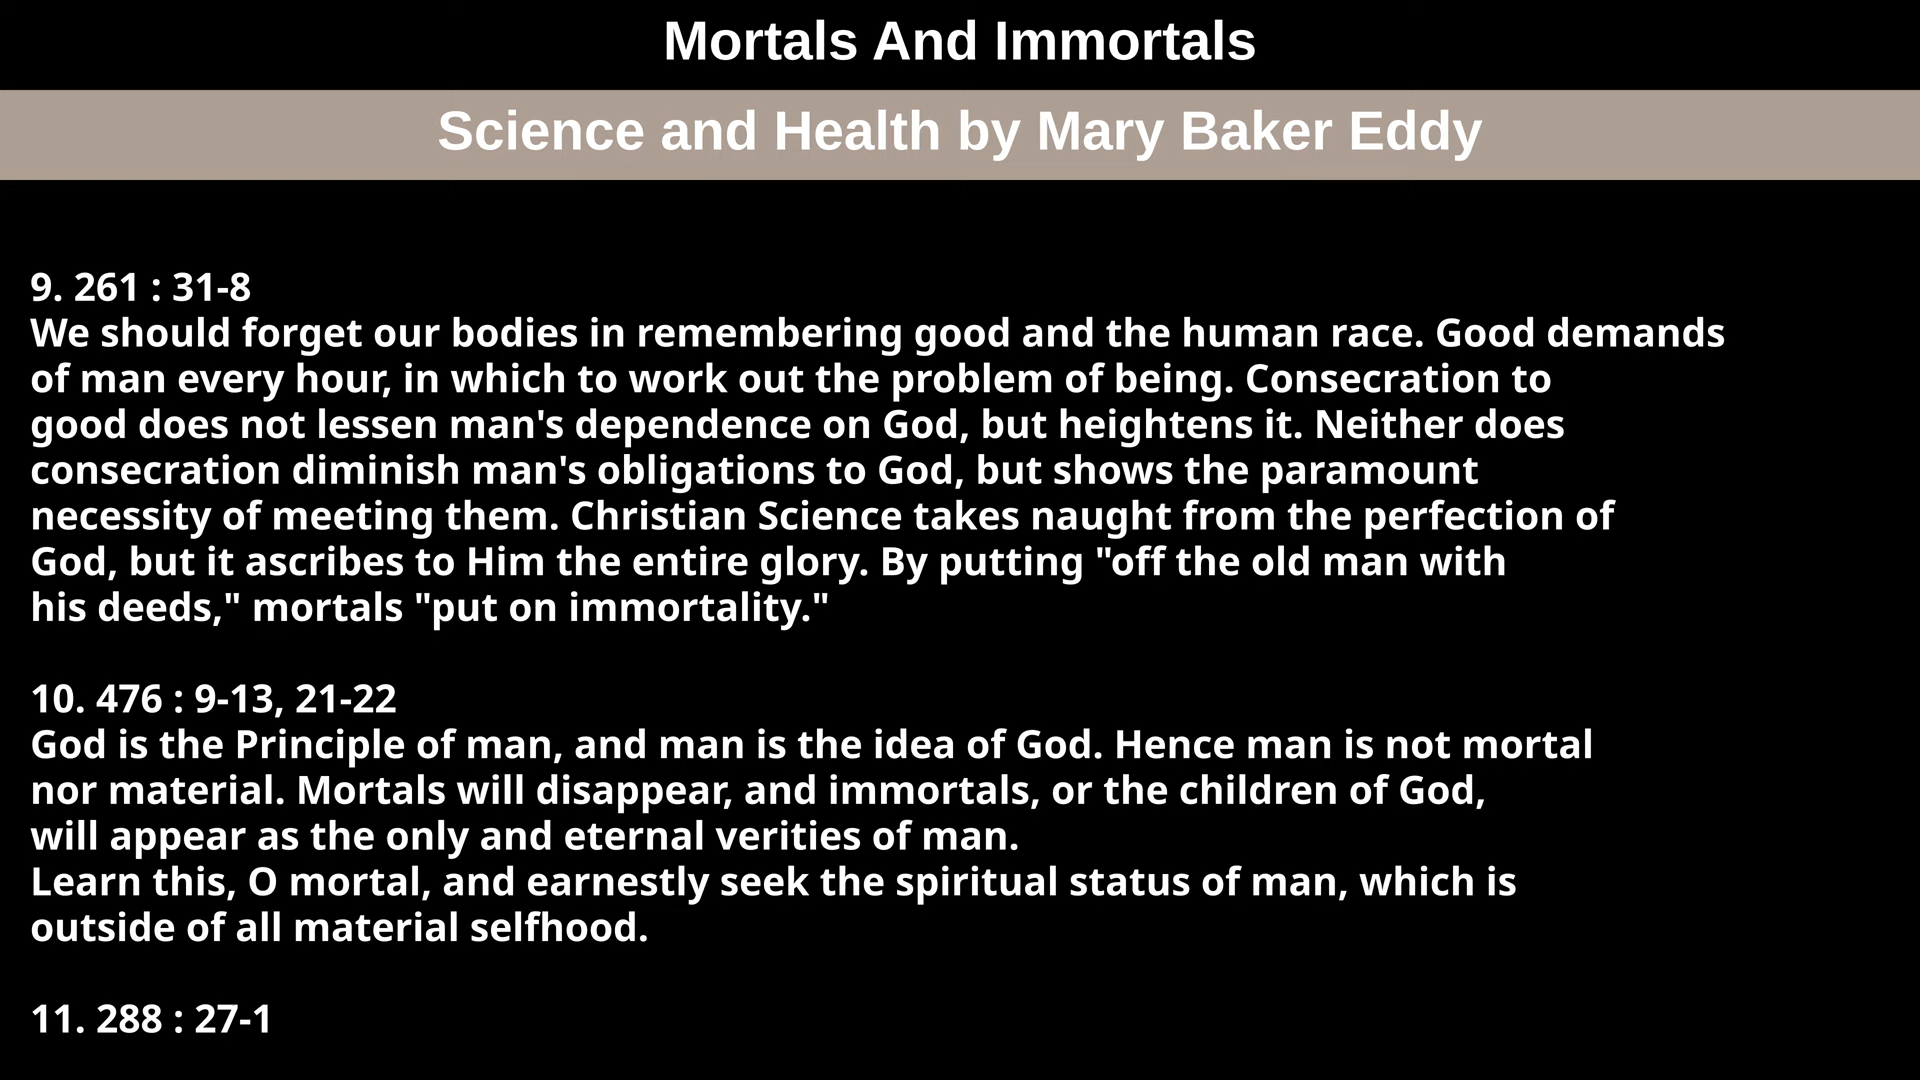 Mortals And Immortals
Science and Health by Mary Baker Eddy
9. 261 : 31-8
We should forget our bodies in remembering good and the human race. Good demands
of man every hour, in which to work out the problem of being. Consecration to
good does not lessen man's dependence on God, but heightens it. Neither does
consecration diminish man's obligations to God, but shows the paramount
necessity of meeting them. Christian Science takes naught from the perfection of
God, but it ascribes to Him the entire glory. By putting "off the old man with
his deeds," mortals "put on immortality."
10. 476 : 9-13, 21-22
God is the Principle of man, and man is the idea of God. Hence man is not mortal
nor material. Mortals will disappear, and immortals, or the children of God,
will appear as the only and eternal verities of man.
Learn this, O mortal, and earnestly seek the spiritual status of man, which is
outside of all material selfhood.
11. 288 : 27-1